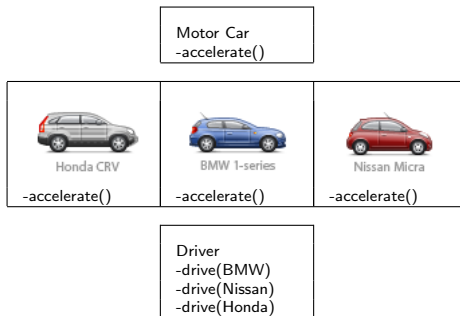 Motor Car
-accelerate()
Honda CRV
BMW 1-series
Nissan Micra
-accelerate()
-accelerate()
-accelerate()
Driver
-drive(BMW)
-drive(Nissan)
-drive(Honda)